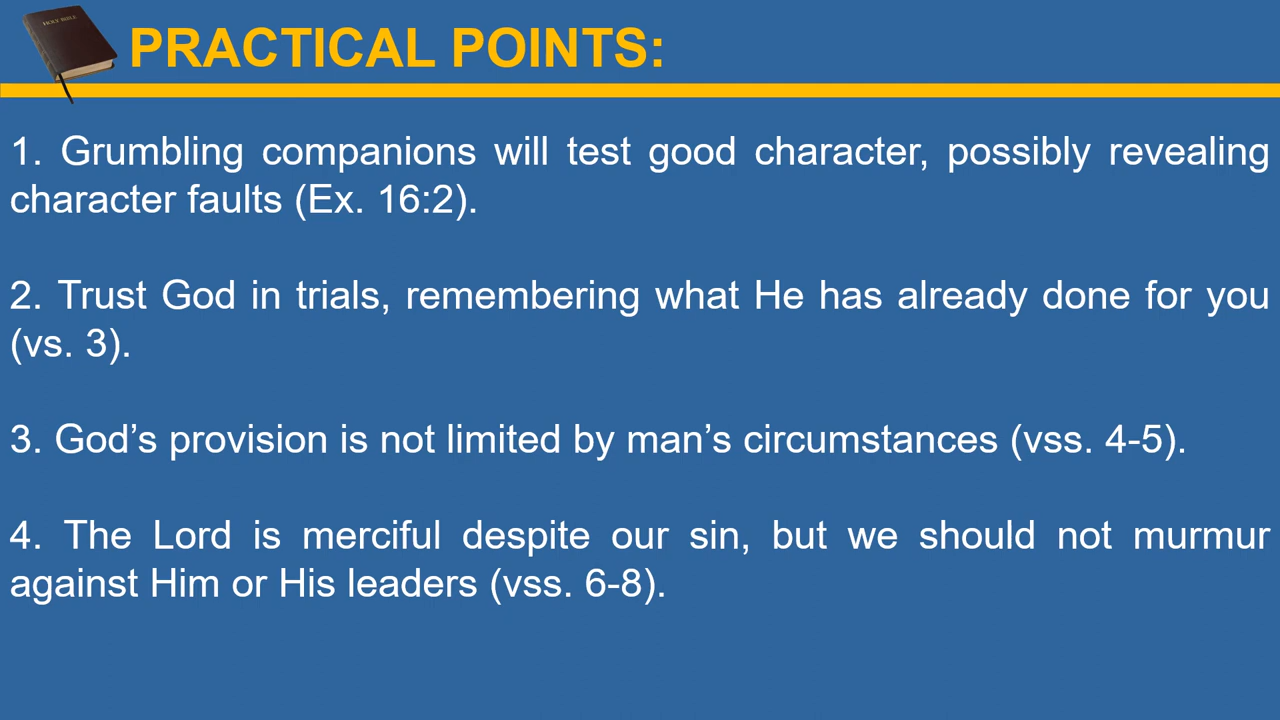 HOLY BIBLE
PRACTICAL POINTS:
1. Grumbling companions will test good character, possibly revealing
character faults (Ex. 16:2).
2. Trust God in trials, remembering what He has already done for you
(vs. 3).
3. God’s provision is not limited by man’s circumstances (vss. 4-5).
4. The Lord is merciful despite our sin, but we should not murmur
against Him or His leaders (vss. 6-8).